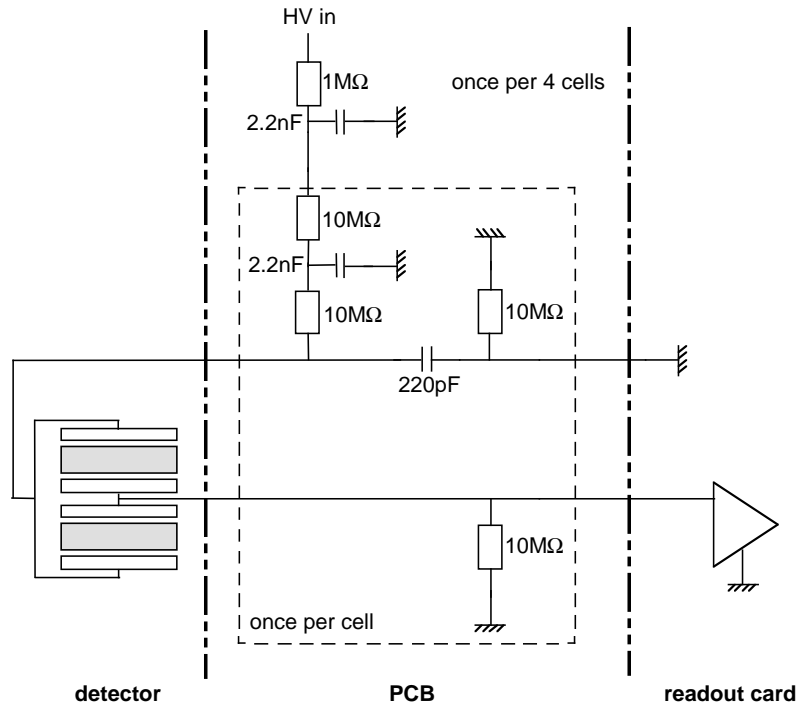 HV in
1MΩ
once per 4 cells
2.2nF
10MΩ
2.2nF
10MΩ
10MΩ
220pF
10MΩ
once per cell
detector
PCB
readout card